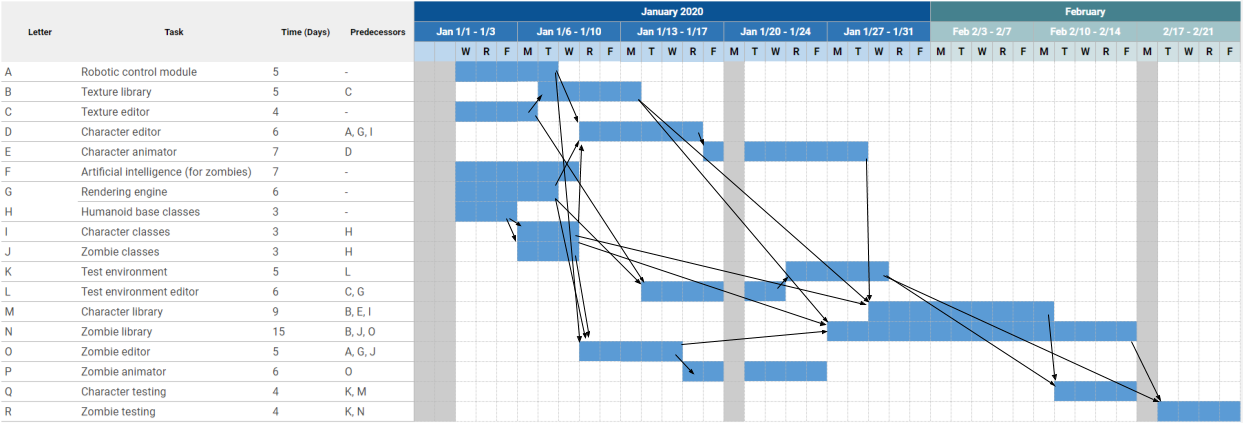 January 2020 February
Letter Task Time (Days) Predecessors Jan 1/1 - 1/3 Jan 1/6 - 1/10 Jan 1/13 - 1/17 Jan 1/20 - 1/24 Jan 1/27 - 1/31 Feb 2/3 - 2/7 Feb 2/10 - 2/14 2/17 - 2/21
W R F M T W R F M T W R F M T W R F M T W R F M T W R F M T W R F M T W R F
A Robotic control module 5 -
B Texture library 5 C
C Texture editor 4 -
D Character editor 6 A, G, I
E Character animator 7 D
F Artificial intelligence (for zombies) 7 -
G Rendering engine 6 -
H Humanoid base classes 3 -
I Character classes 3 H
J Zombie classes 3 H
K Test environment 5 L
L Test environment editor 6 C, G
M Character library 9 B, E, I
N Zombie library 15 B, J, O
O Zombie editor 5 A, G, J
P Zombie animator 6 O
Q Character testing 4 K, M
R Zombie testing 4 K, N